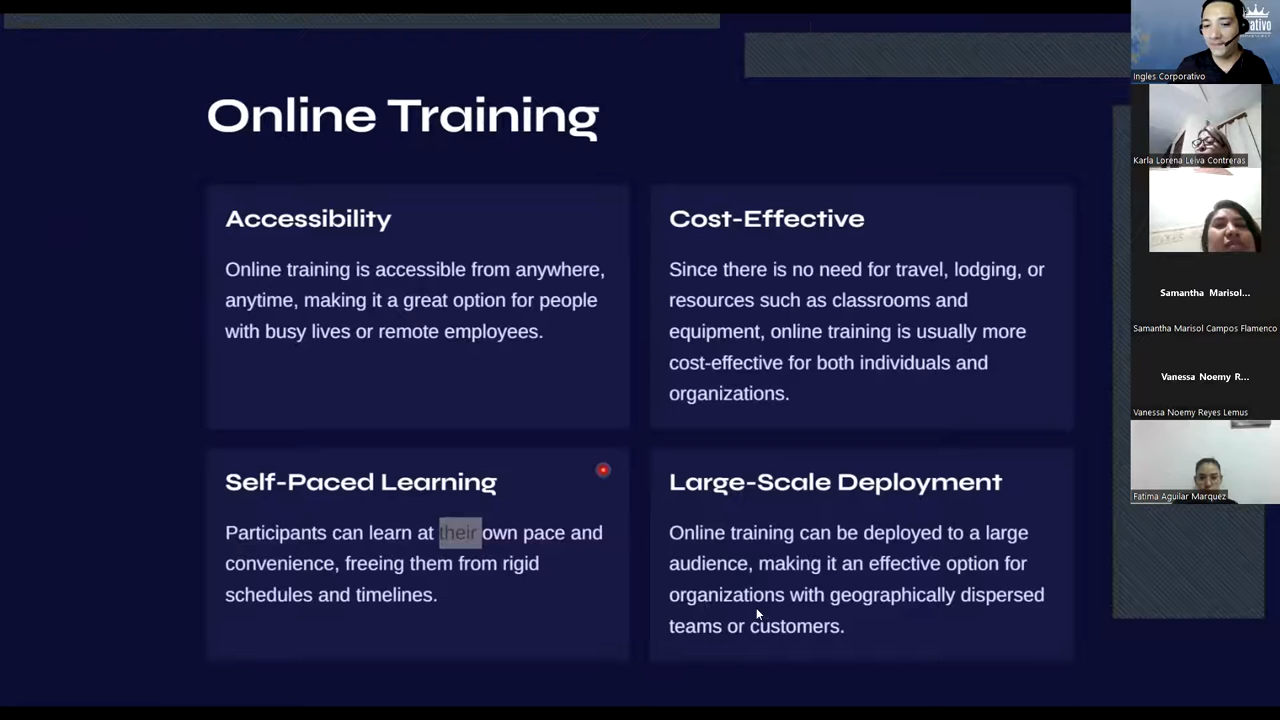 Online Training
Accessibility
Online training is accessible from anywhere,
anytime, making it a great option for people
with busy lives or remote employees.
Cost-Effective
Since there is no need for travel, lodging, or
resources such as classrooms and
equipment, online training is usually more
cost-effective for both individuals and
organizations.
Self-Paced Learning
Participants can learn at their own pace and
convenience, freeing them from rigid
schedules and timelines.
Large-Scale Deployment
Online training can be deployed to a large
audience, making it an effective option for
organizations with geographically dispersed
teams or customers.
ativo
Ingles Corporativo
Karla Lorena Leiva Contreras
Samantha Marisol...
Samantha Marisol Campos Flamenco
Vanessa Noemy R...
Vanessa Noemy Reyes Lemus
Fatima Aguilar Marquez